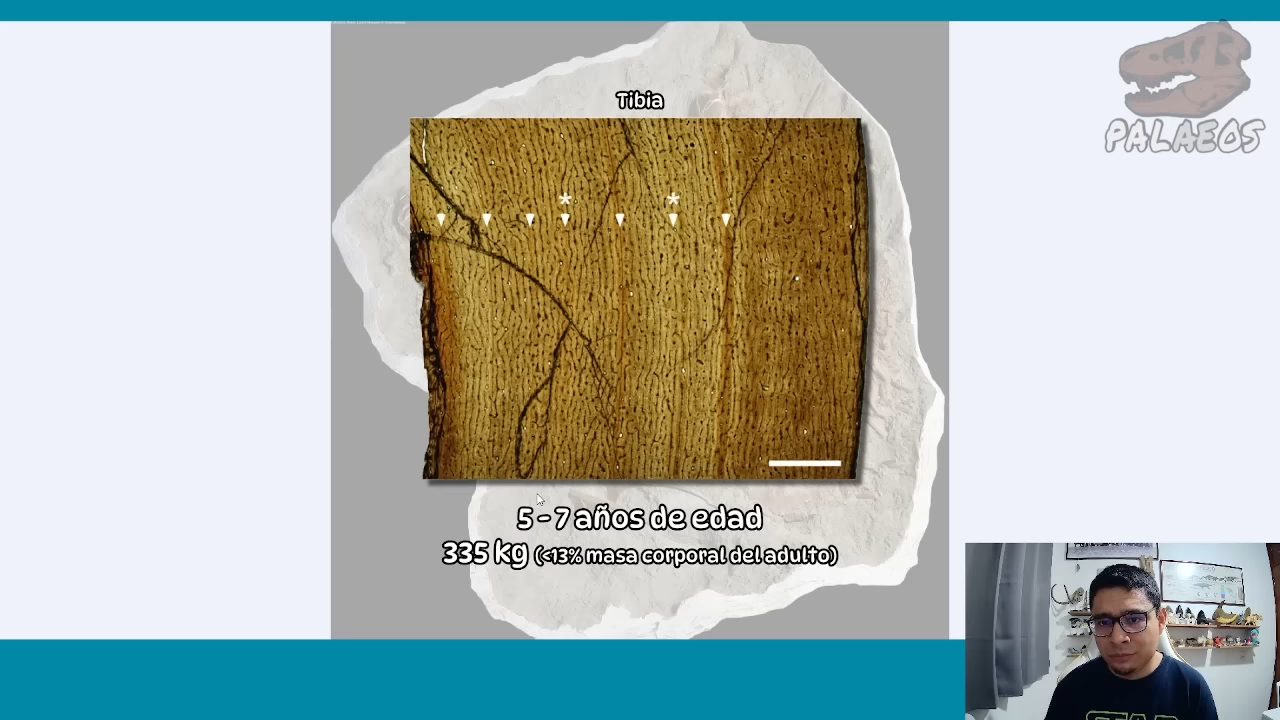 PALAEOS
Tibia
* *
5 - 7 años de edad
335 kg (<13% masa corporal del adulto)